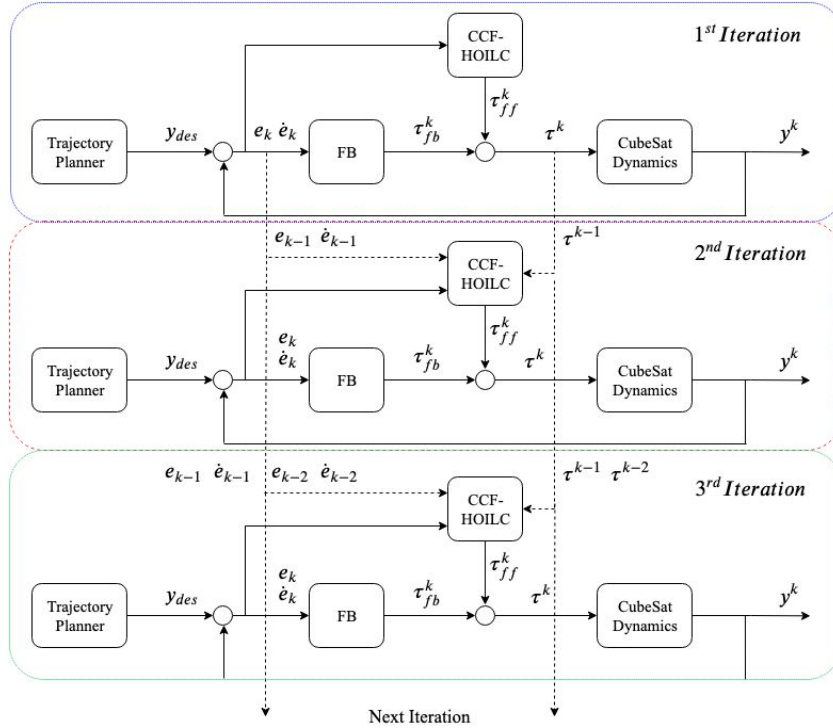 CCF-
HOILC
1st Iteration
τ_ff^k
Trajectory
Planner
y_des
e_k ė_k
FB
τ_fb^k
τ^k
CubeSat
Dynamics
y^k
e_{k−1} ė_{k−1}
τ^{k−1}
CCF-
HOILC
2nd Iteration
τ_ff^k
Trajectory
Planner
y_des
e_k
ė_k
FB
τ_fb^k
τ^k
CubeSat
Dynamics
y^k
e_{k−1} ė_{k−1} e_{k−2} ė_{k−2}
τ^{k−1} τ^{k−2}
CCF-
HOILC
3rd Iteration
τ_ff^k
Trajectory
Planner
y_des
e_k
ė_k
FB
τ_fb^k
τ^k
CubeSat
Dynamics
y^k
Next Iteration